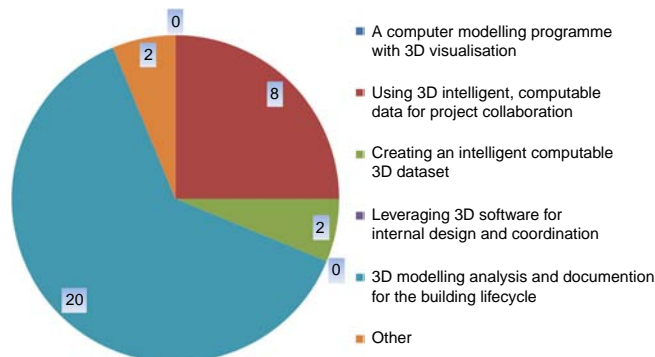 0
2
8
2
0
20
A computer modelling programme
with 3D visualisation
Using 3D intelligent, computable
data for project collaboration
Creating an intelligent computable
3D dataset
Leveraging 3D software for
internal design and coordination
3D modelling analysis and documention
for the building lifecycle
Other